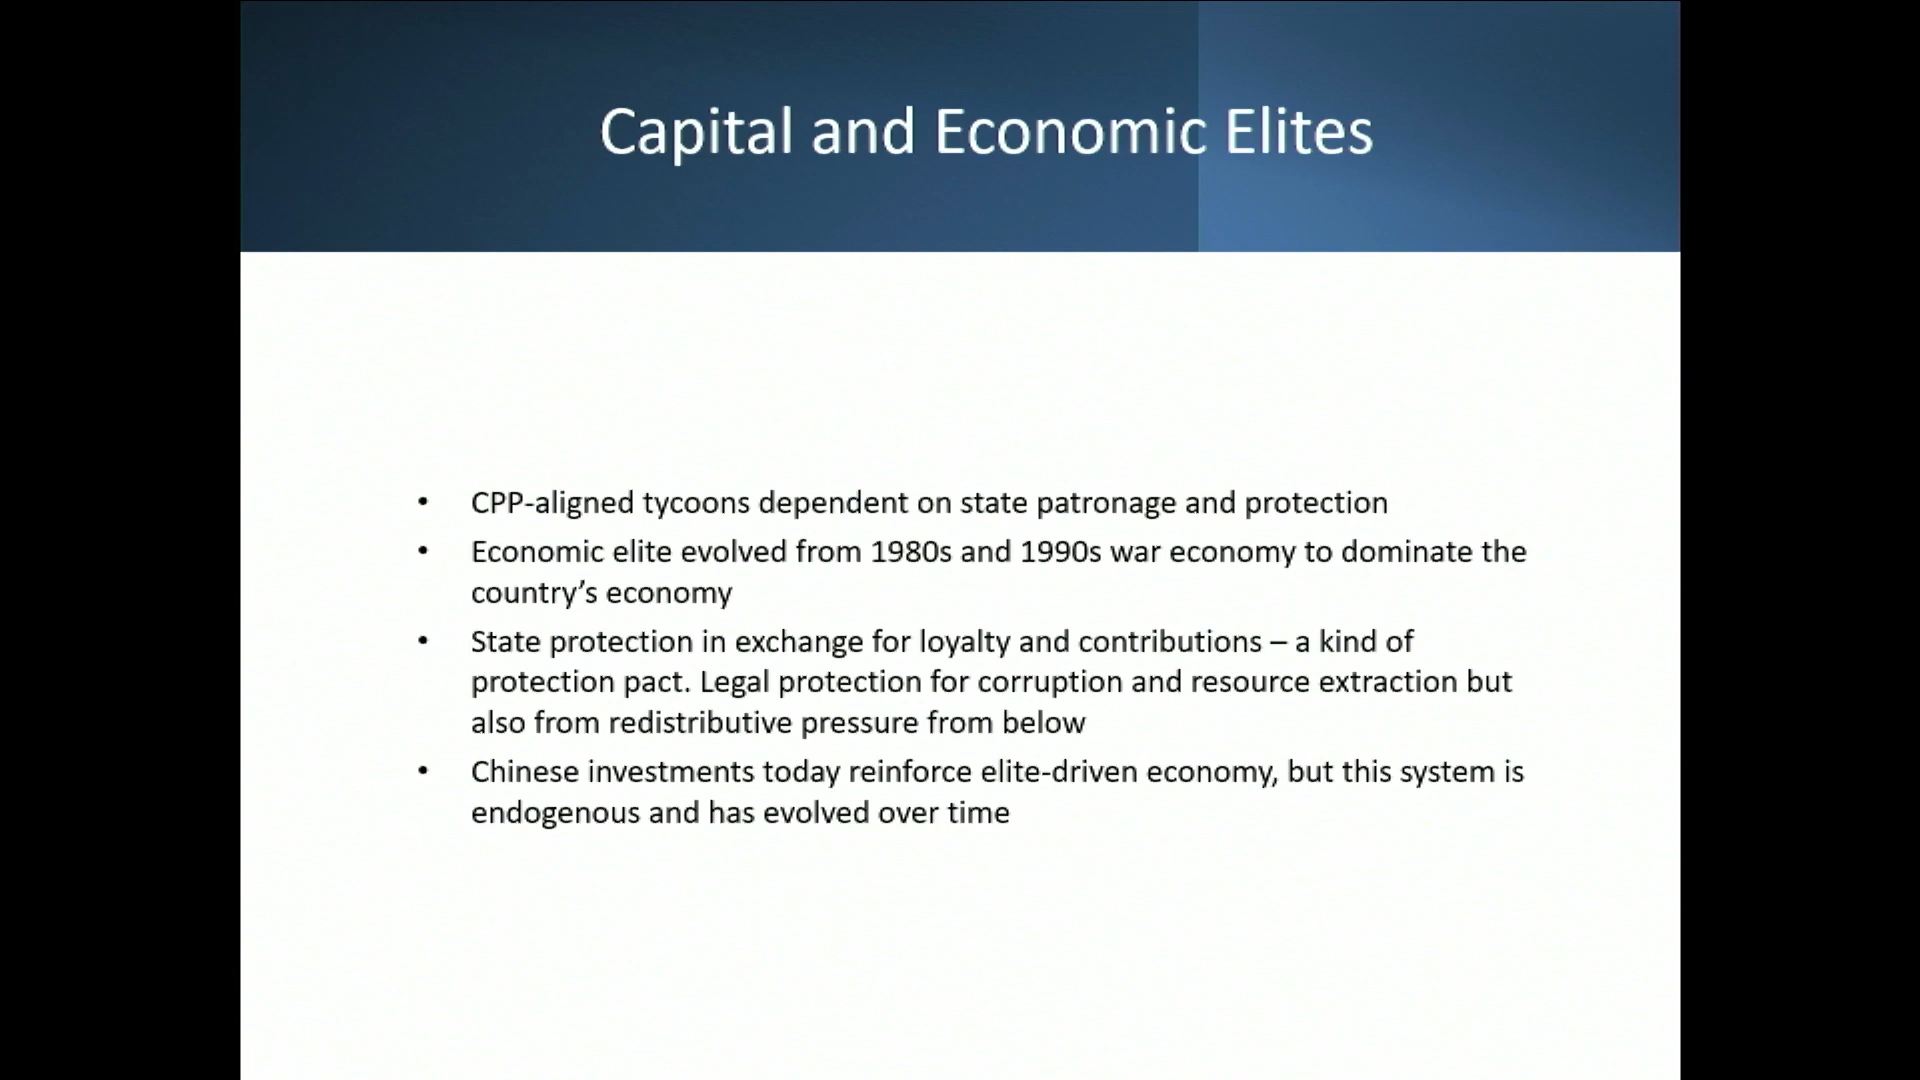 Capital and Economic Elites
• CPP-aligned tycoons dependent on state patronage and protection
• Economic elite evolved from 1980s and 1990s war economy to dominate the
country’s economy
• State protection in exchange for loyalty and contributions – a kind of
protection pact. Legal protection for corruption and resource extraction but
also from redistributive pressure from below
• Chinese investments today reinforce elite-driven economy, but this system is
endogenous and has evolved over time